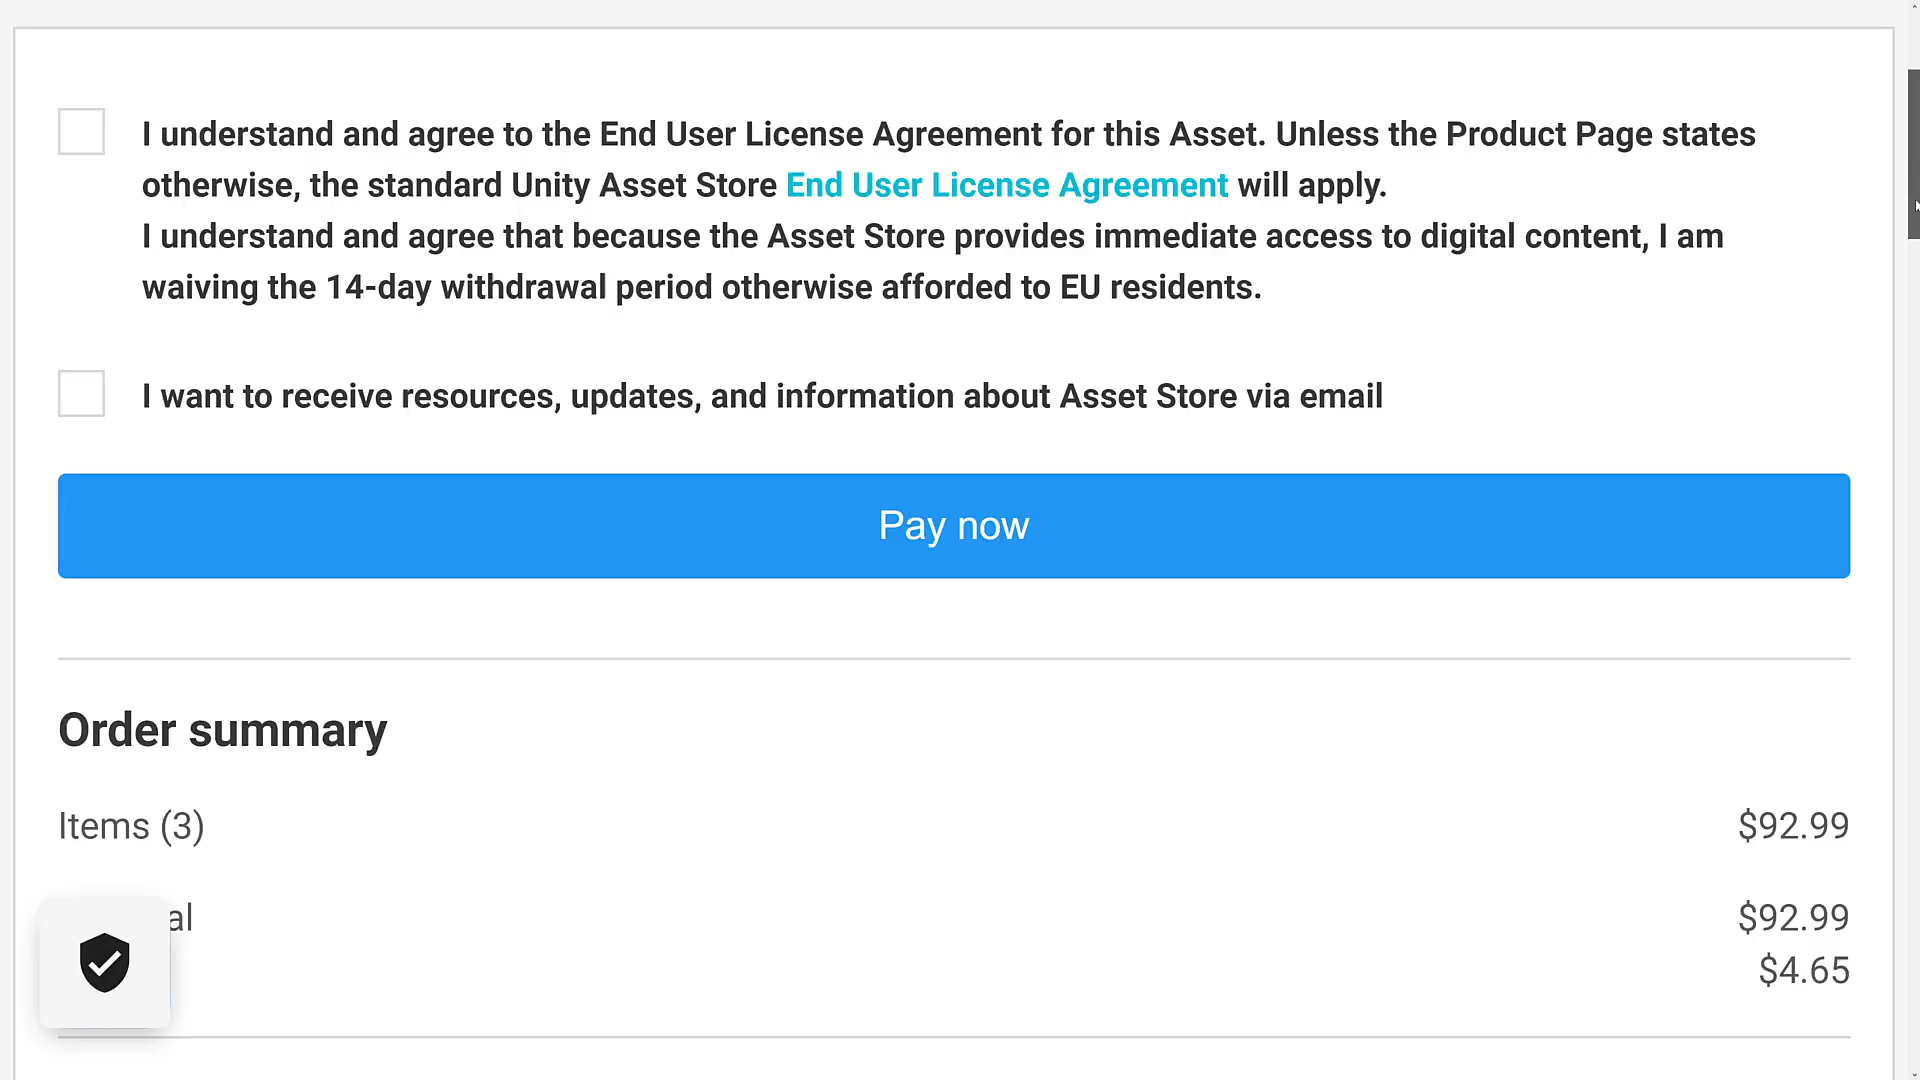 I understand and agree to the End User License Agreement for this Asset. Unless the Product Page states
otherwise, the standard Unity Asset Store End User License Agreement will apply.
I understand and agree that because the Asset Store provides immediate access to digital content, I am
waiving the 14-day withdrawal period otherwise afforded to EU residents.
I want to receive resources, updates, and information about Asset Store via email
Pay now
Order summary
Items (3) $92.99
al $92.99
$4.65